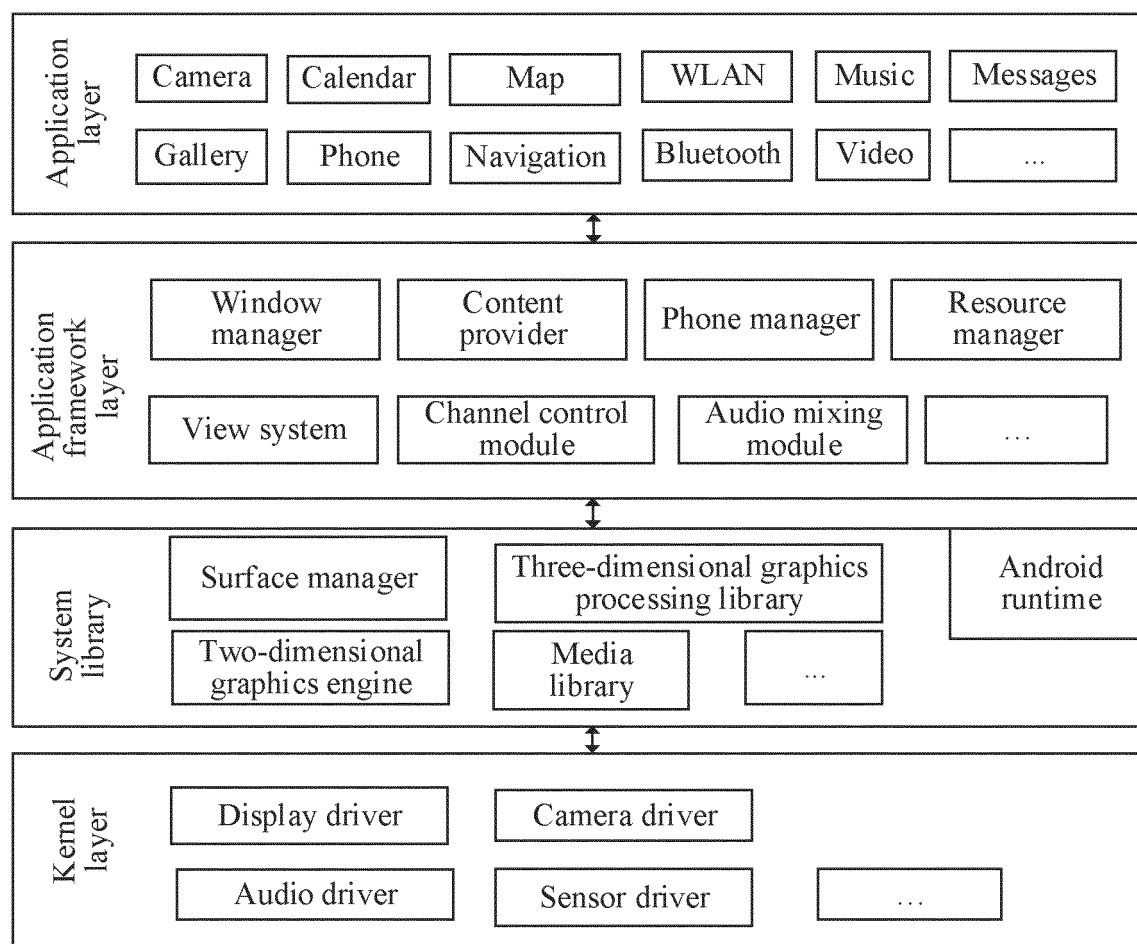 Application
layer
Camera
Calendar
Map
WLAN
Music
Messages
Gallery
Phone
Navigation
Bluetooth
Video
...
Application
framework
layer
Window
manager
Content
provider
Phone manager
Resource
manager
View system
Channel control
module
Audio mixing
module
...
System
library
Surface manager
Three-dimensional graphics
processing library
Android
runtime
Two-dimensional
graphics engine
Media
library
...
Kernel
layer
Display driver
Camera driver
Audio driver
Sensor driver
...